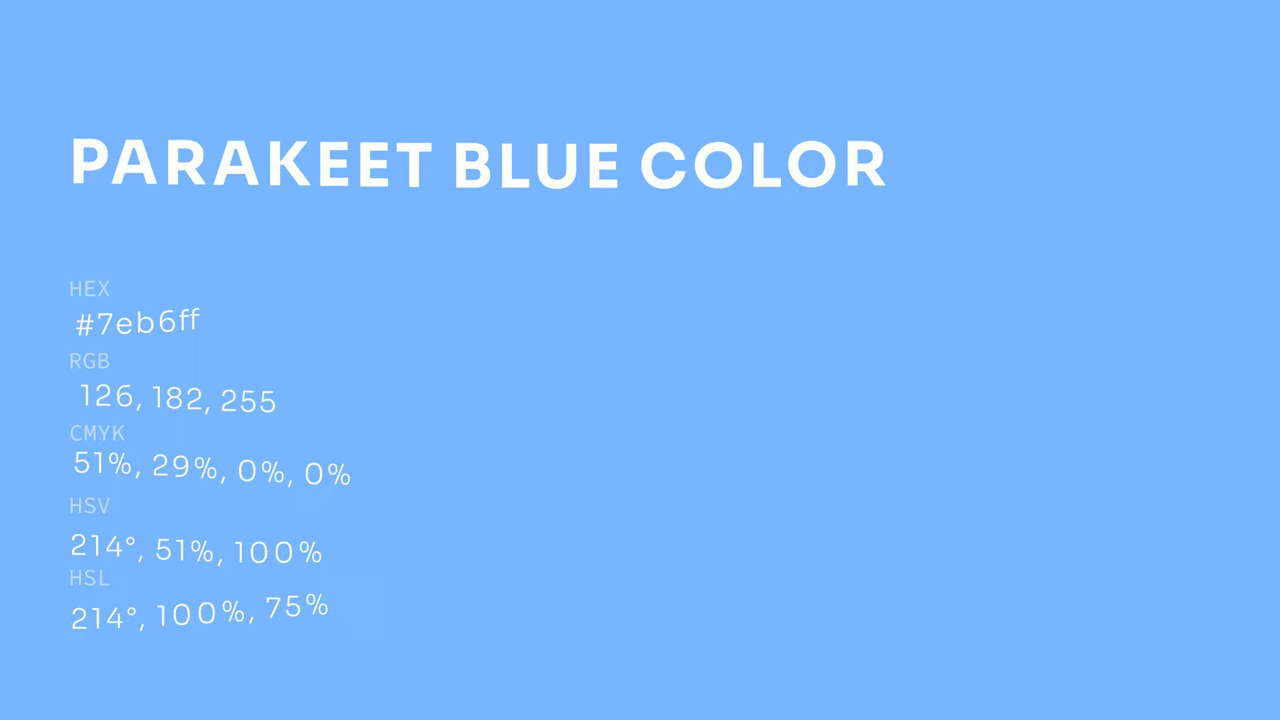 PARAKEET BLUE COLOR
HEX
#7eb6ff
RGB
126, 182, 255
CMYK
51%, 29%, 0%, 0%
HSV
214°, 51%, 100%
HSL
214°, 100%, 75%